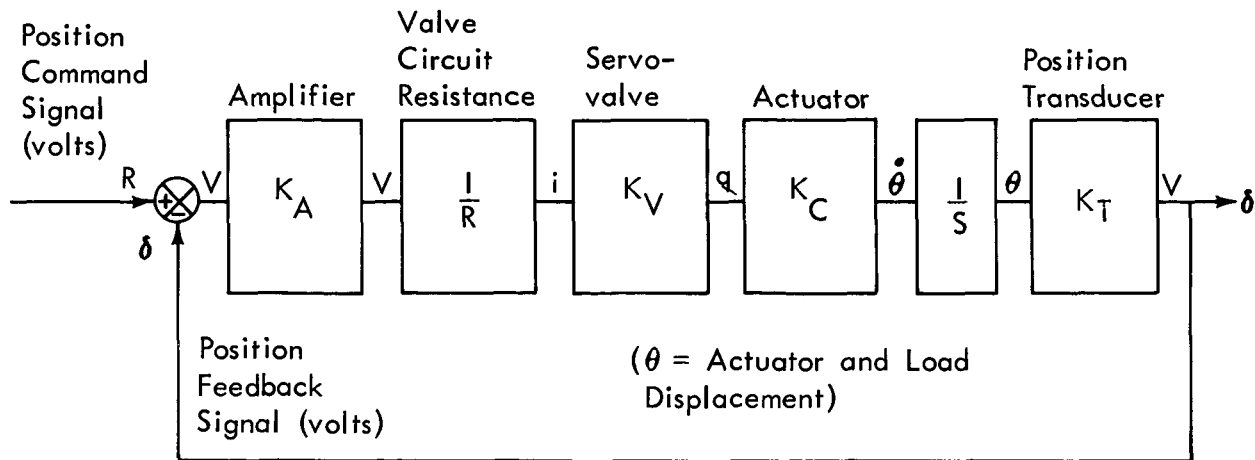 Position
Command
Signal
(volts)
Amplifier
Valve
Circuit
Resistance
Servo-
valve
Actuator
Position
Transducer
R
+
−
δ
V
K_A
V
1/R
i
K_V
q
K_C
θ̇
1/S
θ
K_T
V
δ
Position
Feedback
Signal (volts)
(θ = Actuator and Load
Displacement)